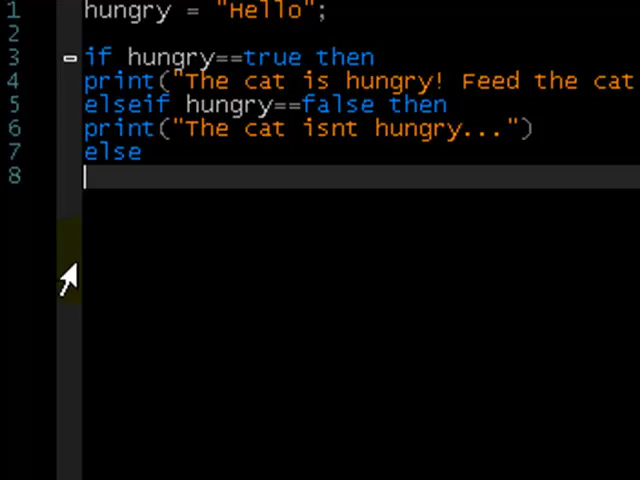 1 hungry = "Hello";
2
3 if hungry==true then
4 print("The cat is hungry! Feed the cat
5 elseif hungry==false then
6 print("The cat isnt hungry...")
7 else
8